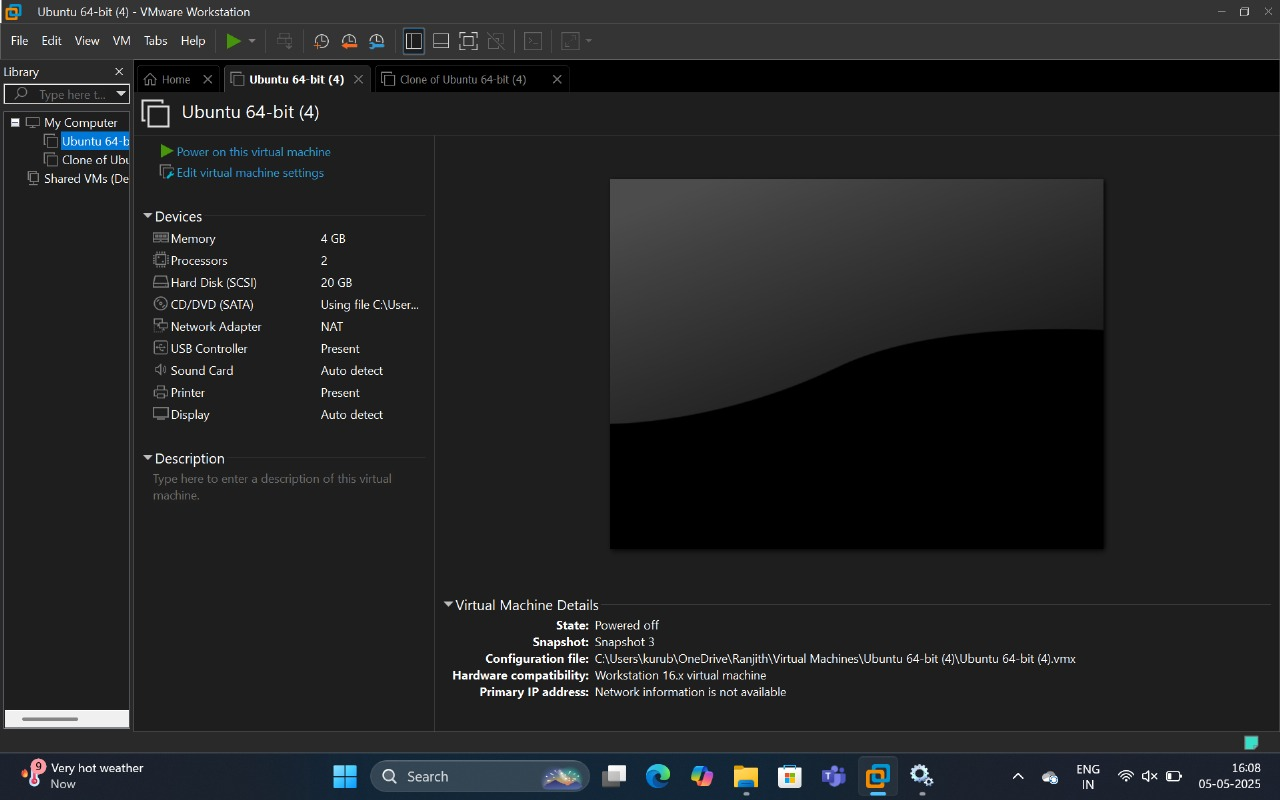 Ubuntu 64-bit (4) - VMware Workstation
File Edit View VM Tabs Help
Library
Type here t...
Home
Ubuntu 64-bit (4)
Clone of Ubuntu 64-bit (4)
My Computer
Ubuntu 64-b
Clone of Ubu
Shared VMs (De
Ubuntu 64-bit (4)
Power on this virtual machine
Edit virtual machine settings
Devices
Memory 4 GB
Processors 2
Hard Disk (SCSI) 20 GB
CD/DVD (SATA) Using file C:\User...
Network Adapter NAT
USB Controller Present
Sound Card Auto detect
Printer Present
Display Auto detect
Description
Type here to enter a description of this virtual
machine.
Virtual Machine Details
State: Powered off
Snapshot: Snapshot 3
Configuration file: C:\Users\kurub\OneDrive\Ranjith\Virtual Machines\Ubuntu 64-bit (4)\Ubuntu 64-bit (4).vmx
Hardware compatibility: Workstation 16.x virtual machine
Primary IP address: Network information is not available
9
Very hot weather
Now
Search
ENG
IN
16:08
05-05-2025